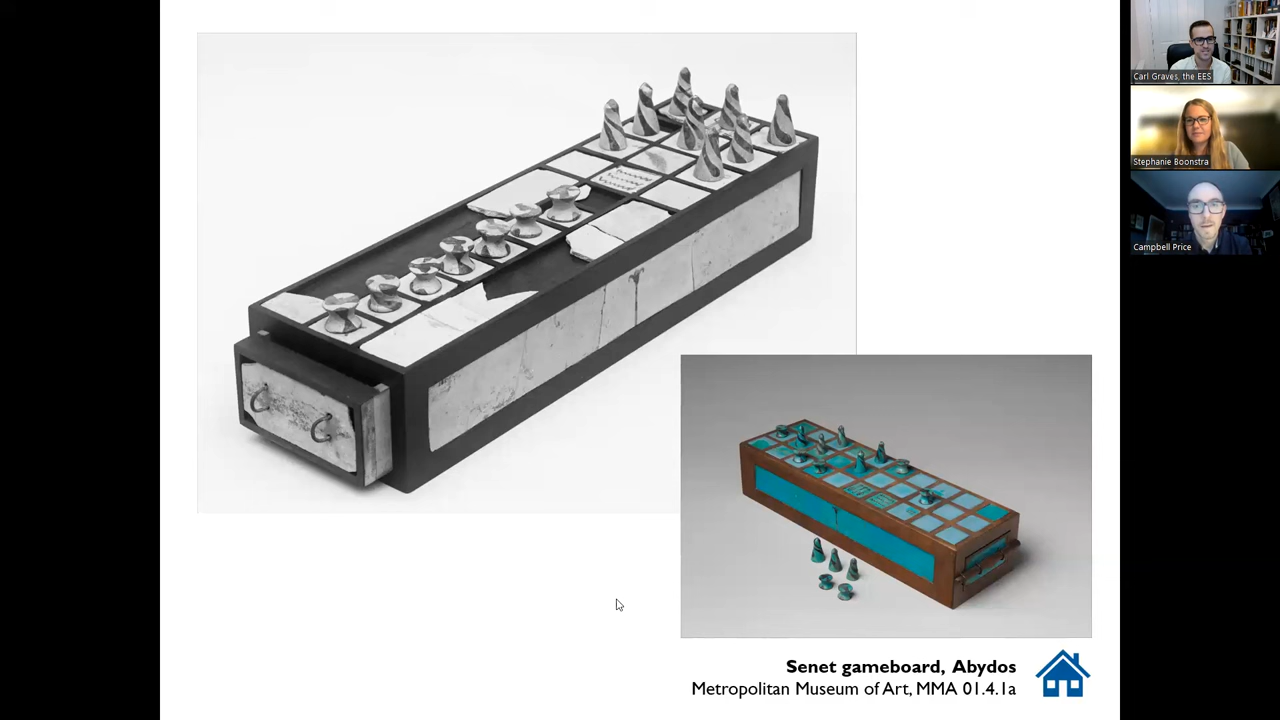 Carl Graves, the EES
Stephanie Boonstra
Campbell Price
Senet gameboard, Abydos
Metropolitan Museum of Art, MMA 01.4.1a